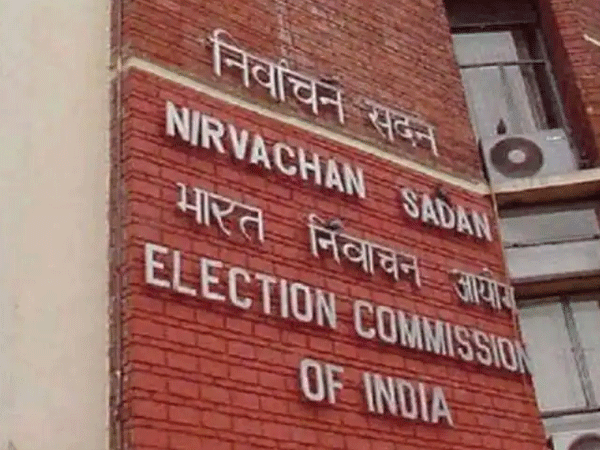 निर्वाचन सदन
NIRVACHAN SADAN
भारत निर्वाचन आयोग
ELECTION COMMISSION
OF INDIA